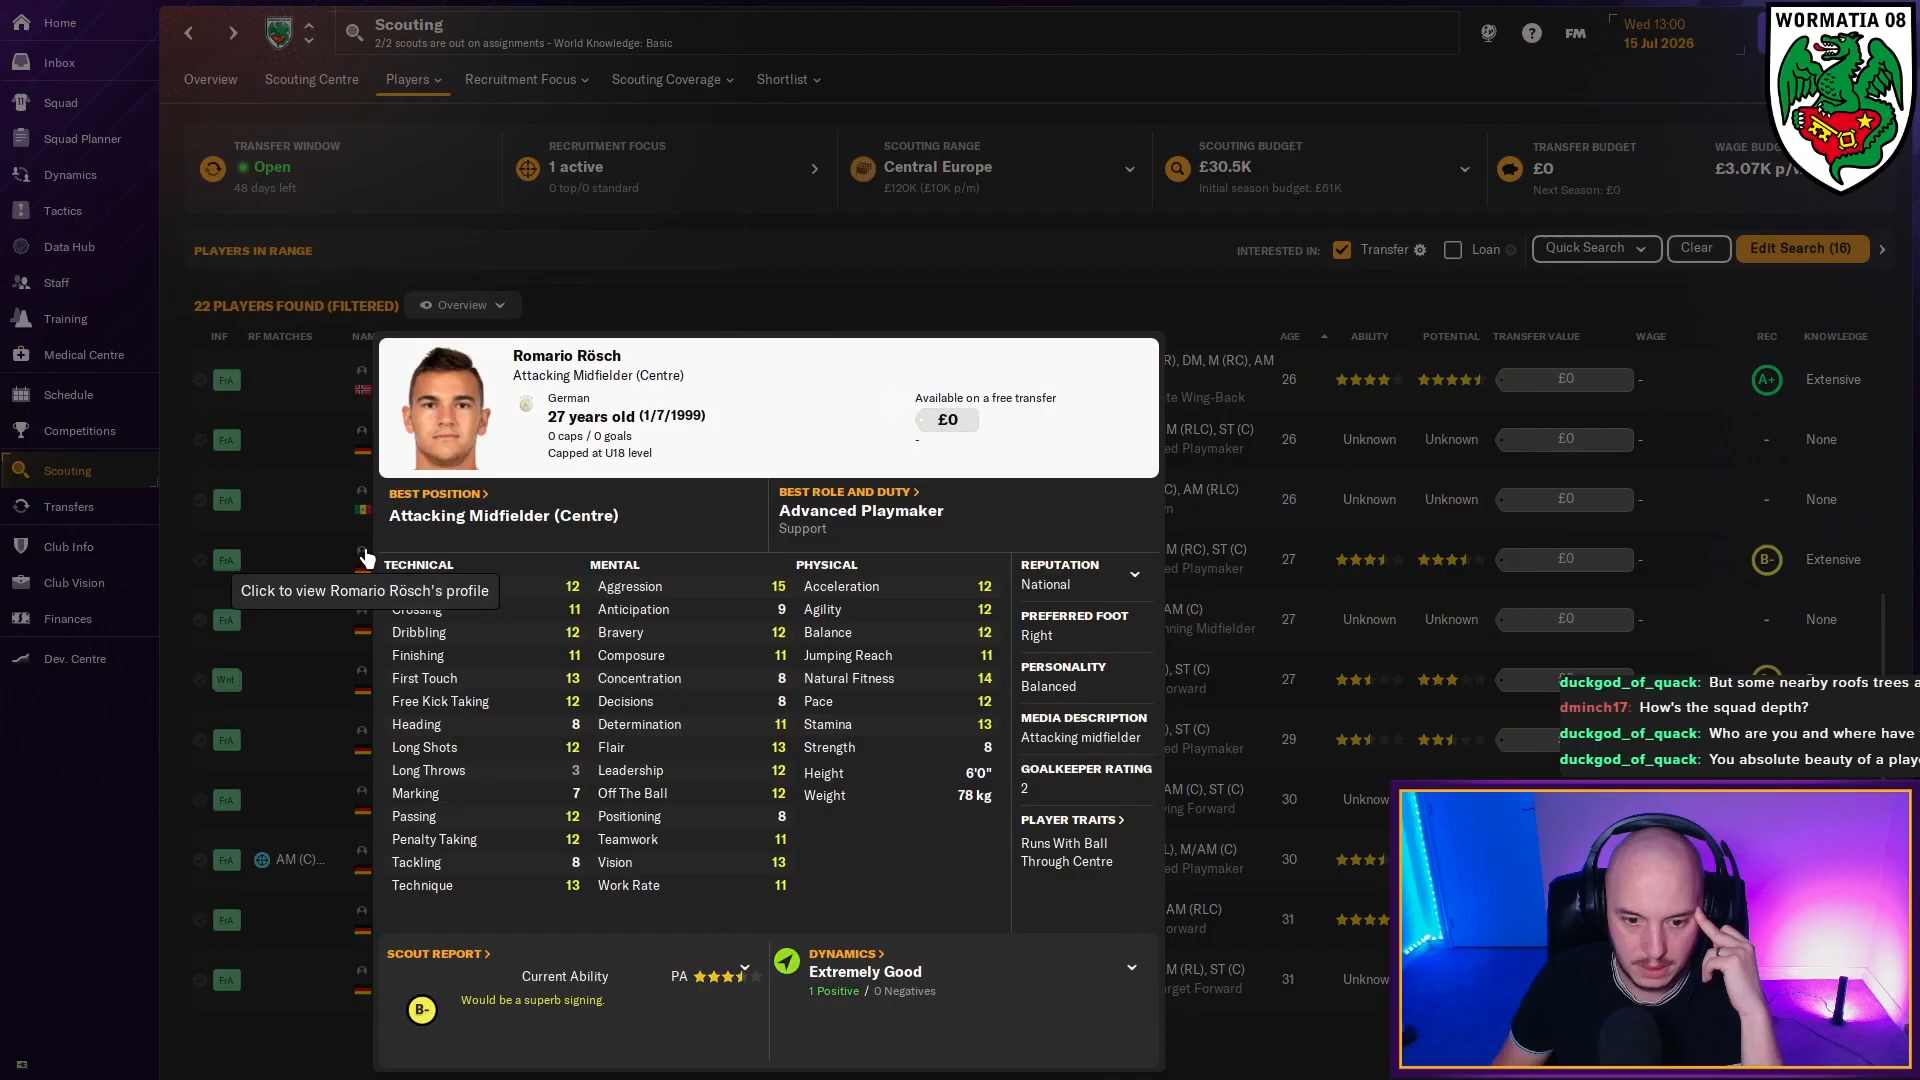 Home
Inbox
Squad
Squad Planner
Dynamics
Tactics
Data Hub
Staff
Training
Medical Centre
Schedule
Competitions
Scouting
Transfers
Club Info
Club Vision
Finances
Dev. Centre
Scouting
2/2 scouts are out on assignments - World Knowledge: Basic
FM
Wed 13:00
15 Jul 2026
WORMATIA 08
Overview Scouting Centre Players Recruitment Focus Scouting Coverage Shortlist
TRANSFER WINDOW
Open
48 days left
RECRUITMENT FOCUS
1 active
0 top/0 standard
SCOUTING RANGE
Central Europe
£120K (£10K p/m)
SCOUTING BUDGET
£30.5K
Initial season budget: £61K
TRANSFER BUDGET
£0
Next Season: £0
£3.07K
PLAYERS IN RANGE
INTERESTED IN: Transfer Loan Quick Search Clear Edit Search (16)
22 PLAYERS FOUND (FILTERED) Overview
INF RF MATCHES AGE ABILITY POTENTIAL TRANSFER VALUE WAGE REC KNOWLEDGE
FrA DM, M (RC), AM Wing-Back 26 £0 - A+ Extensive
FrA M (RLC), ST (C) Playmaker 26 Unknown Unknown £0 - - None
FrA AM (RLC) 26 Unknown Unknown £0 - - None
FrA M (RC), ST (C) Playmaker 27 £0 - B- Extensive
FrA AM (C) Midfielder 27 Unknown Unknown £0 - - None
Wnt ST (C) 27
FrA ST (C) Playmaker 29
FrA AM (C), ST (C) Forward 30
FrA AM (C)... M/AM (C) Playmaker 30
FrA AM (RLC) 31
FrA M (RL), ST (C) Forward 31
Romario Rösch
Attacking Midfielder (Centre)
German
27 years old (1/7/1999)
0 caps / 0 goals
Capped at U18 level
Available on a free transfer
£0
-
BEST POSITION
Attacking Midfielder (Centre)
BEST ROLE AND DUTY
Advanced Playmaker
Support
Click to view Romario Rösch's profile
TECHNICAL
12
Crossing 11
Dribbling 12
Finishing 11
First Touch 13
Free Kick Taking 12
Heading 8
Long Shots 12
Long Throws 3
Marking 7
Passing 12
Penalty Taking 12
Tackling 8
Technique 13
MENTAL
Aggression 15
Anticipation 9
Bravery 12
Composure 11
Concentration 8
Decisions 8
Determination 11
Flair 13
Leadership 12
Off The Ball 12
Positioning 8
Teamwork 11
Vision 13
Work Rate 11
PHYSICAL
Acceleration 12
Agility 12
Balance 12
Jumping Reach 11
Natural Fitness 14
Pace 12
Stamina 13
Strength 8
Height 6'0"
Weight 78 kg
REPUTATION
National
PREFERRED FOOT
Right
PERSONALITY
Balanced
MEDIA DESCRIPTION
Attacking midfielder
GOALKEEPER RATING
2
PLAYER TRAITS
Runs With Ball
Through Centre
SCOUT REPORT
Current Ability PA
B- Would be a superb signing.
DYNAMICS
Extremely Good
1 Positive / 0 Negatives
duckgod_of_quack: But some nearby roofs trees
dminch17: How's the squad depth?
duckgod_of_quack: Who are you and where have
duckgod_of_quack: You absolute beauty of a